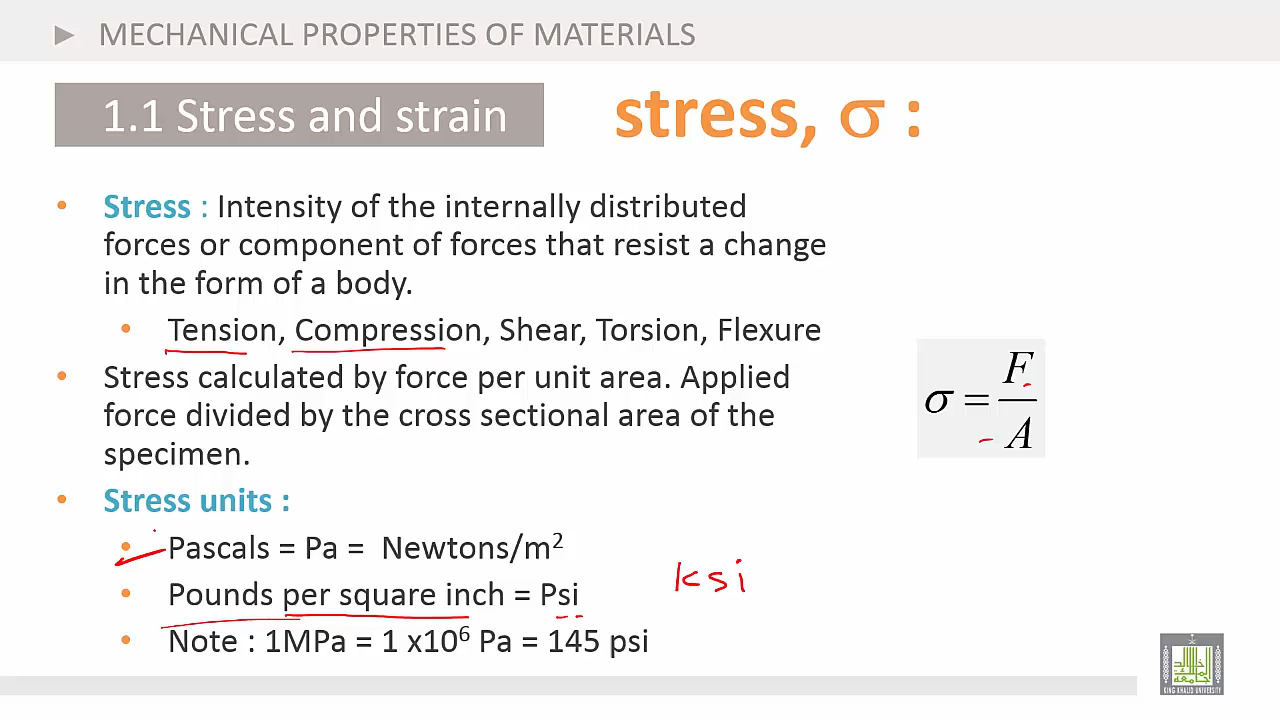 ► MECHANICAL PROPERTIES OF MATERIALS
1.1 Stress and strain
stress, σ :
• Stress : Intensity of the internally distributed
forces or component of forces that resist a change
in the form of a body.
• Tension, Compression, Shear, Torsion, Flexure
• Stress calculated by force per unit area. Applied
force divided by the cross sectional area of the
specimen.
σ = F/A
• Stress units :
• Pascals = Pa = Newtons/m²
• Pounds per square inch = Psi
ksi
• Note : 1MPa = 1 x10⁶ Pa = 145 psi
KING KHALID UNIVERSITY